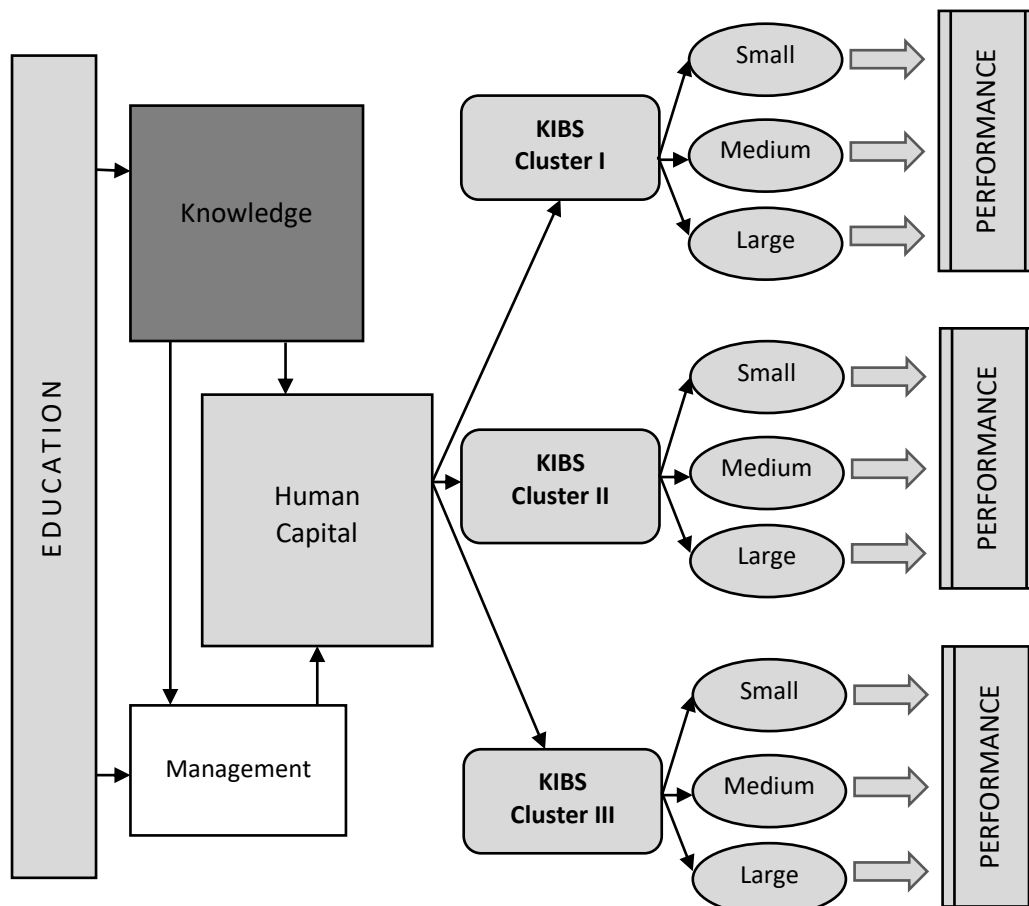 EDUCATION
Knowledge
Human
Capital
Management
KIBS
Cluster I
Small
Medium
Large
PERFORMANCE
KIBS
Cluster II
Small
Medium
Large
PERFORMANCE
KIBS
Cluster III
Small
Medium
Large
PERFORMANCE